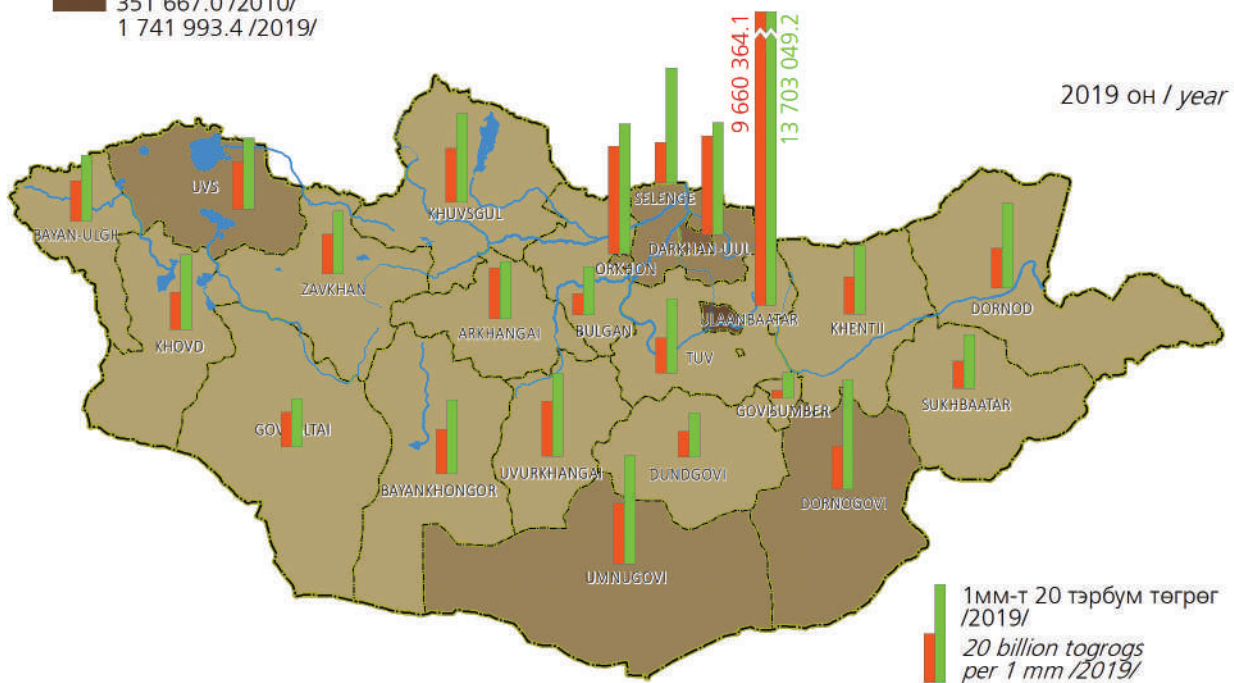 351 667.0 /2010/
1 741 993.4 /2019/
9 660 364.1
13 703 049.2
2019 он / year
UVS
BAYAN-ULGII
KHUVSGUL
SELENGE
DARKHAN-UUL
ORKHON
ZAVKHAN
ARKHANGAI
BULGAN
ULAANBAATAR
KHENTII
DORNOD
KHOVD
TUV
GOVISUMBER
SUKHBAATAR
UVURKHANGAI
DUNDGOVI
BAYANKHONGOR
DORNOGOVI
UMNUGOVI
1мм-т 20 тэрбум төгрөг
/2019/
20 billion togrogs
per 1 mm /2019/